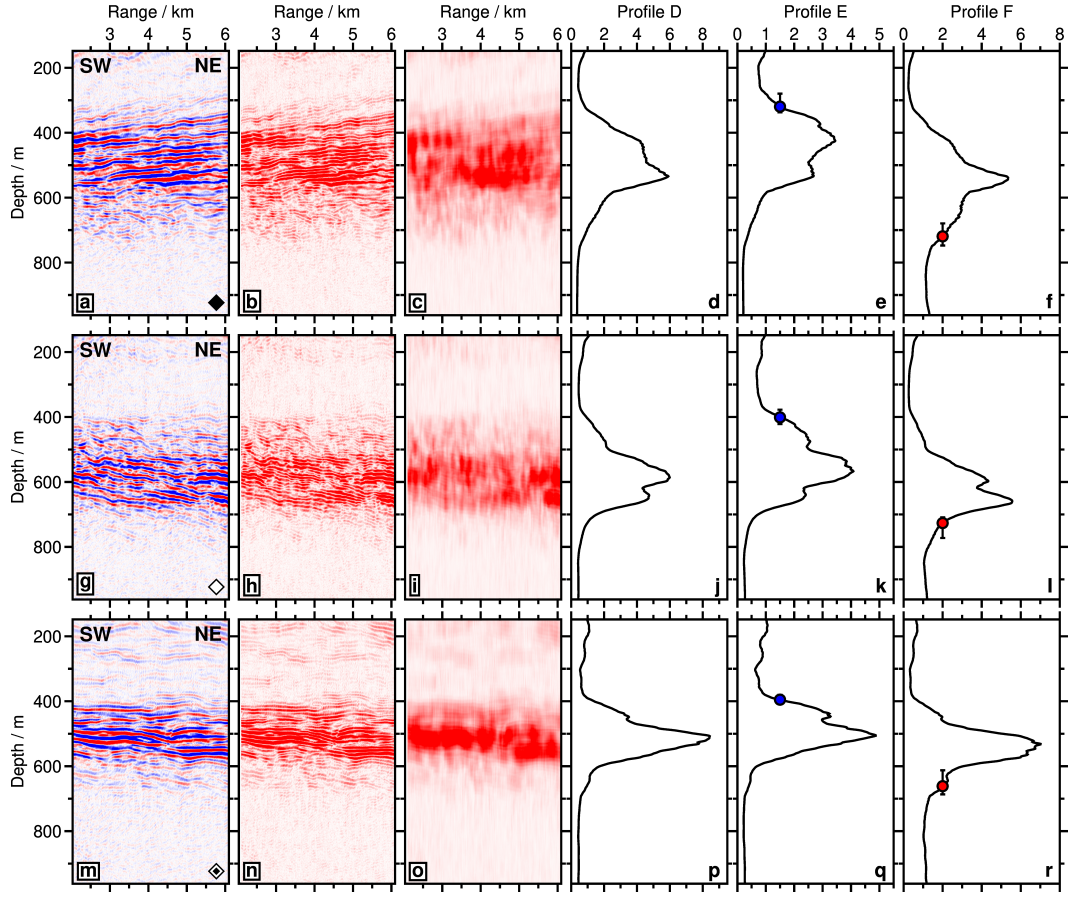 Range / km Range / km Range / km Profile D Profile E Profile F
3 4 5 6 3 4 5 6 3 4 5 6 0 2 4 6 8 0 1 2 3 4 5 0 2 4 6 8
SW NE
200
400
600
800
Depth / m
a b c d e f
SW NE
200
400
600
800
Depth / m
g h i j k l
SW NE
200
400
600
800
Depth / m
m n o p q r